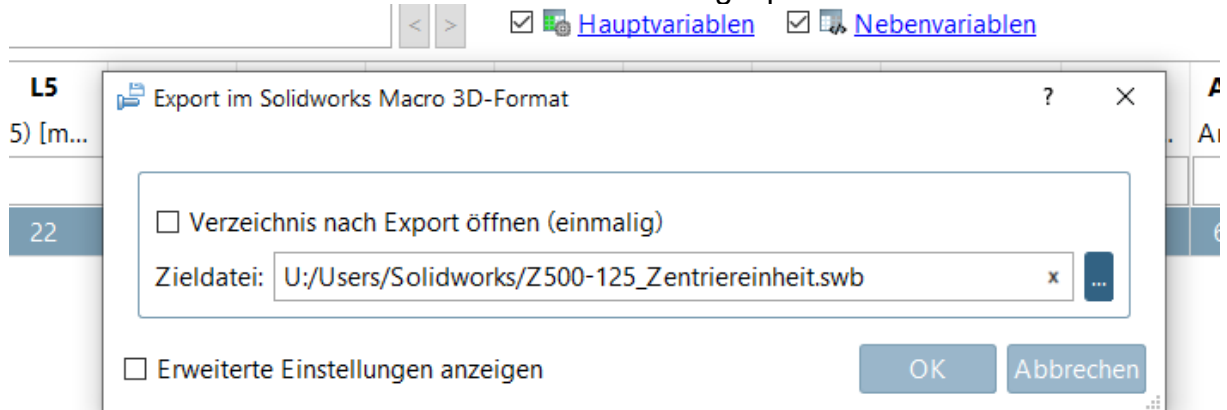 < > Hauptvariablen Nebenvariablen
L5
Export im Solidworks Macro 3D-Format ? ×
5) [m...
Verzeichnis nach Export öffnen (einmalig)
22
Zieldatei: U:/Users/Solidworks/Z500-125_Zentriereinheit.swb x ...
Erweiterte Einstellungen anzeigen OK Abbrechen